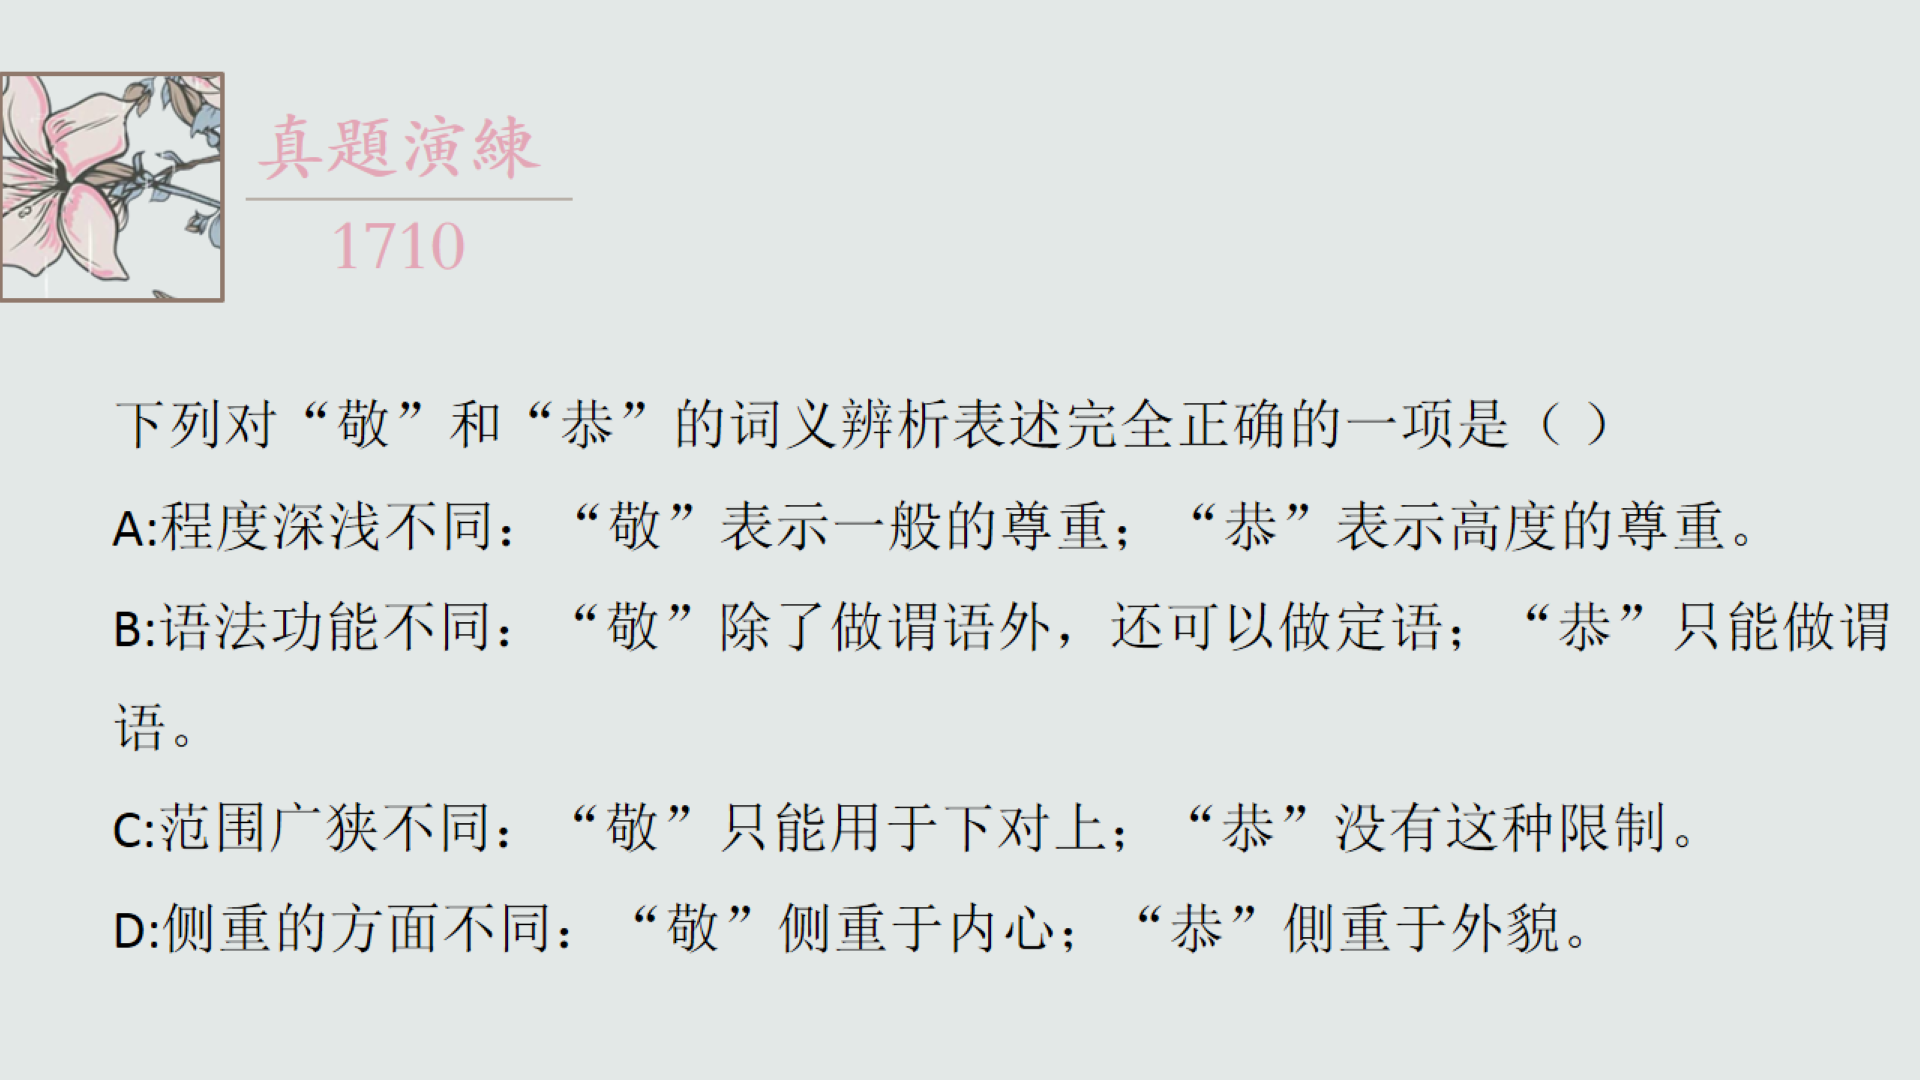 真題演練
1710
下列对“敬”和“恭”的词义辨析表述完全正确的一项是（ ）
A:程度深浅不同：“敬”表示一般的尊重；“恭”表示高度的尊重。
B:语法功能不同：“敬”除了做谓语外，还可以做定语；“恭”只能做谓
语。
C:范围广狭不同：“敬”只能用于下对上；“恭”没有这种限制。
D:侧重的方面不同：“敬”侧重于内心；“恭”側重于外貌。